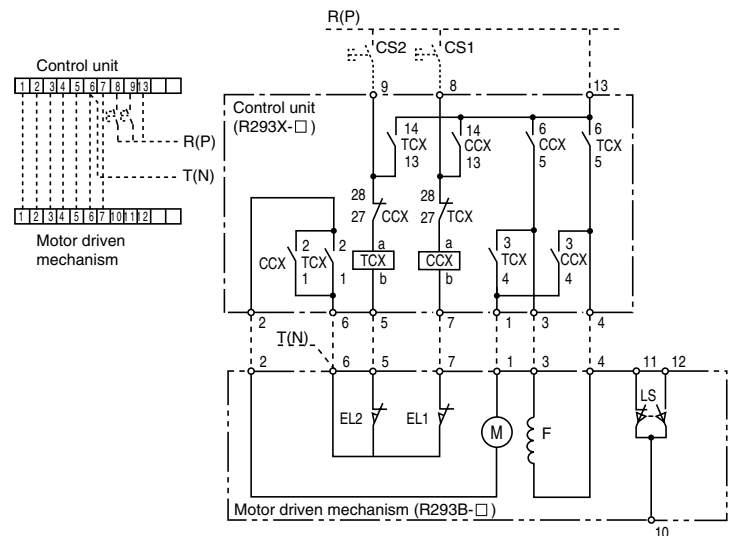 R(P)
CS2 CS1
Control unit
1 2 3 4 5 6 7 8 9 13
R(P)
T(N)
1 2 3 4 5 6 7 10 11 12
Motor driven
mechanism
9 8 13
Control unit
(R293X-□)
14 14 6 6
TCX CCX CCX TCX
13 13 5 5
28 28
27 CCX 27 TCX
2 2 a a 3 3
CCX TCX TCX CCX TCX CCX
1 1 b b 4 4
2 6 5 7 1 3 4
T(N)
2 6 5 7 1 3 4 11 12
LS
EL2 EL1 M F
Motor driven mechanism (R293B-□)
10